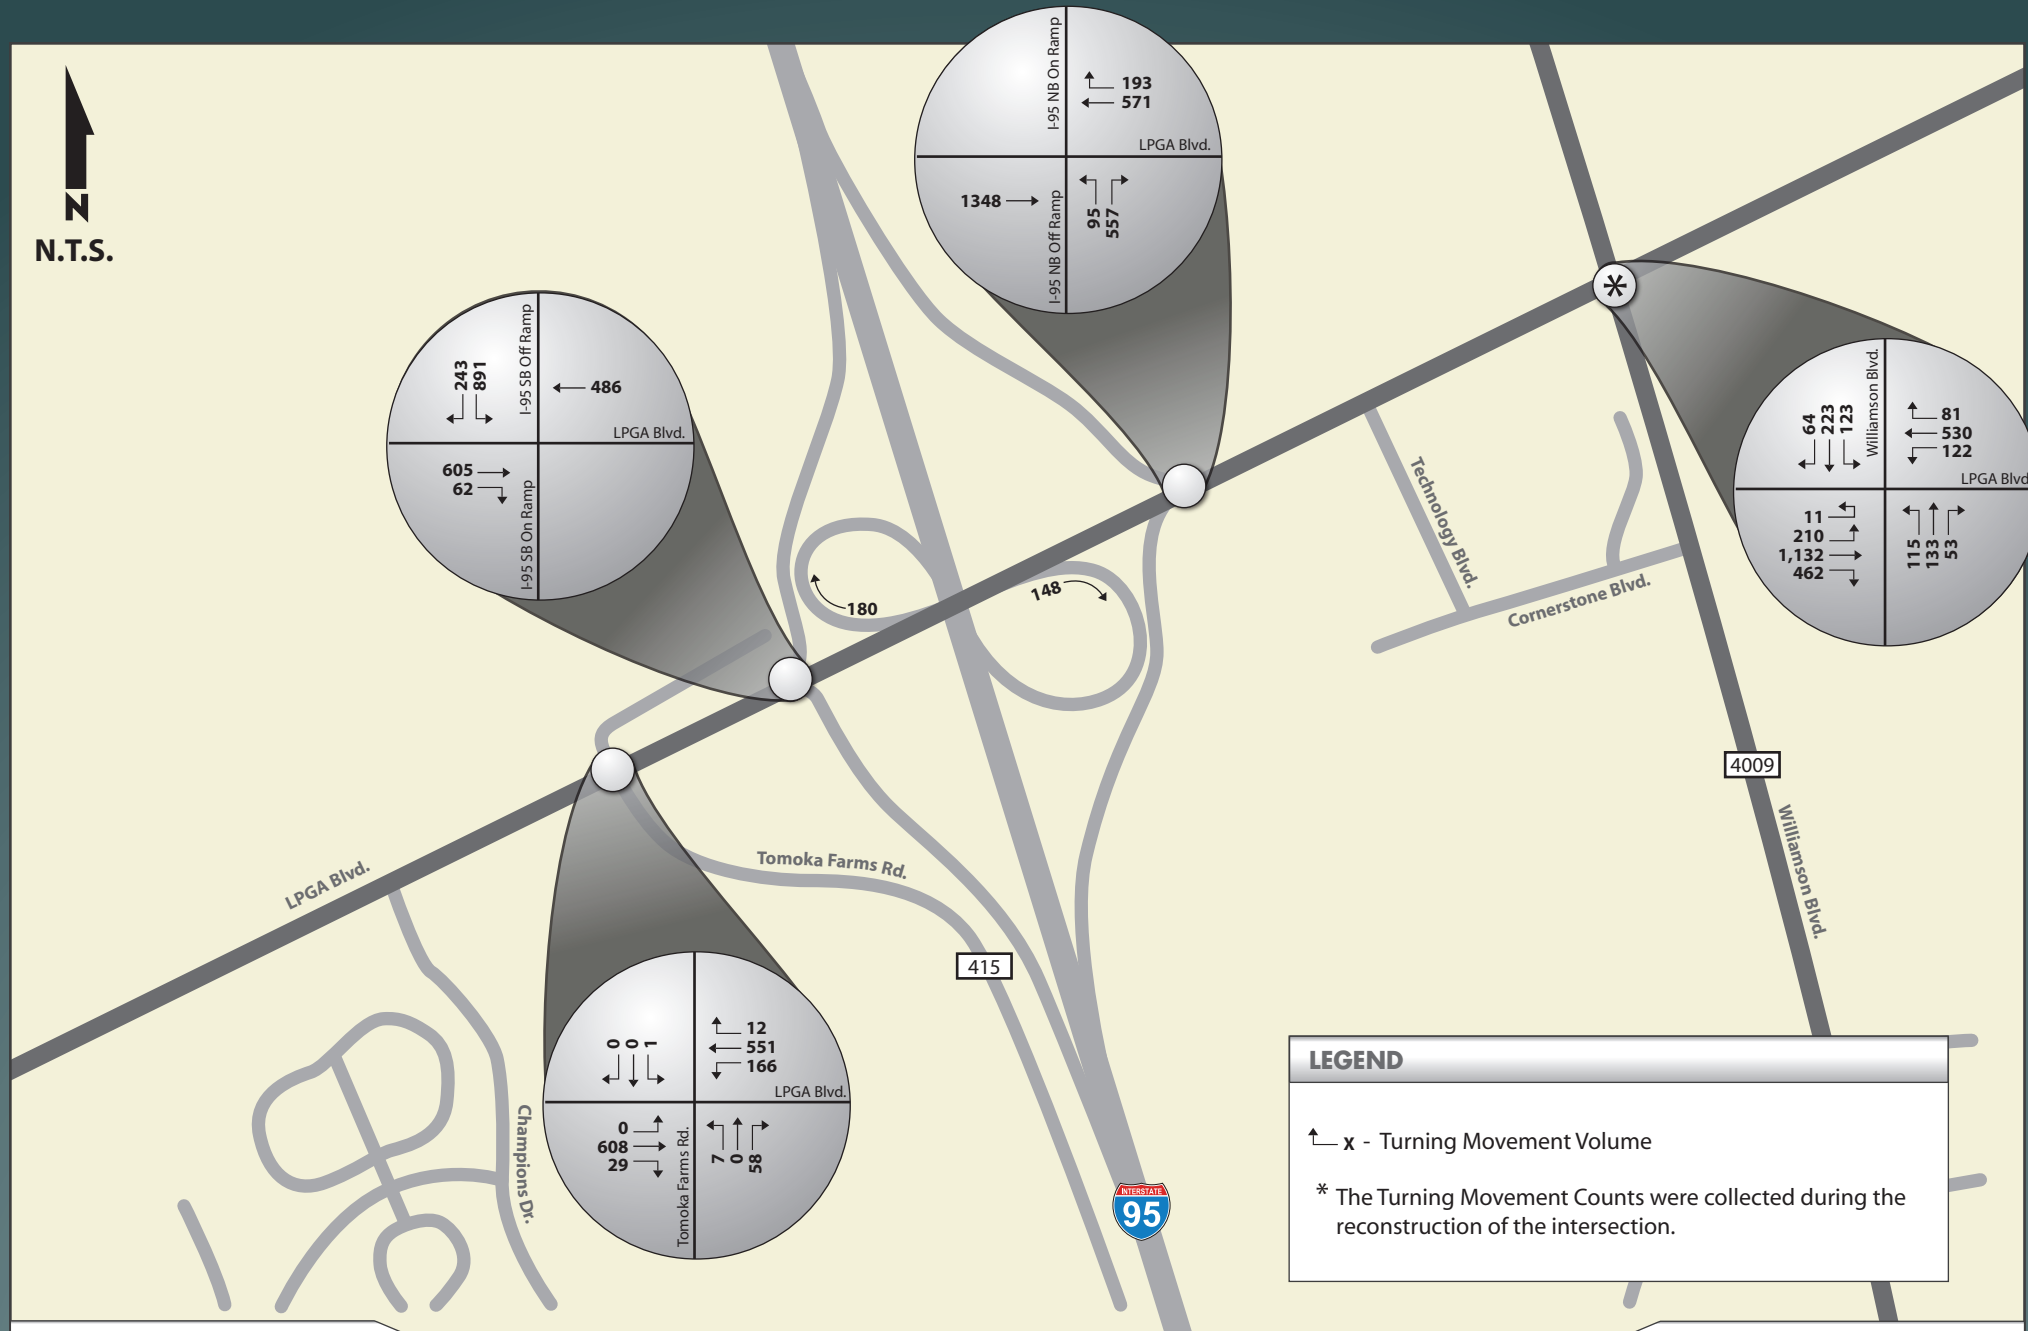 N
N.T.S.
I-95 NB On Ramp
193
571
LPGA Blvd.
1348
I-95 NB Off Ramp
95
557
243
891
I-95 SB Off Ramp
486
LPGA Blvd.
605
62
I-95 SB On Ramp
*
64
223
123
Williamson Blvd.
81
530
122
LPGA Blvd
11
210
1,132
462
115
133
53
180
148
Technology Blvd.
Cornerstone Blvd.
4009
Williamson Blvd.
LPGA Blvd.
Tomoka Farms Rd.
415
Champions Dr.
0
0
1
12
551
166
LPGA Blvd.
0
608
29
Tomoka Farms Rd.
7
0
58
INTERSTATE
95
LEGEND
x - Turning Movement Volume
* The Turning Movement Counts were collected during the
reconstruction of the intersection.